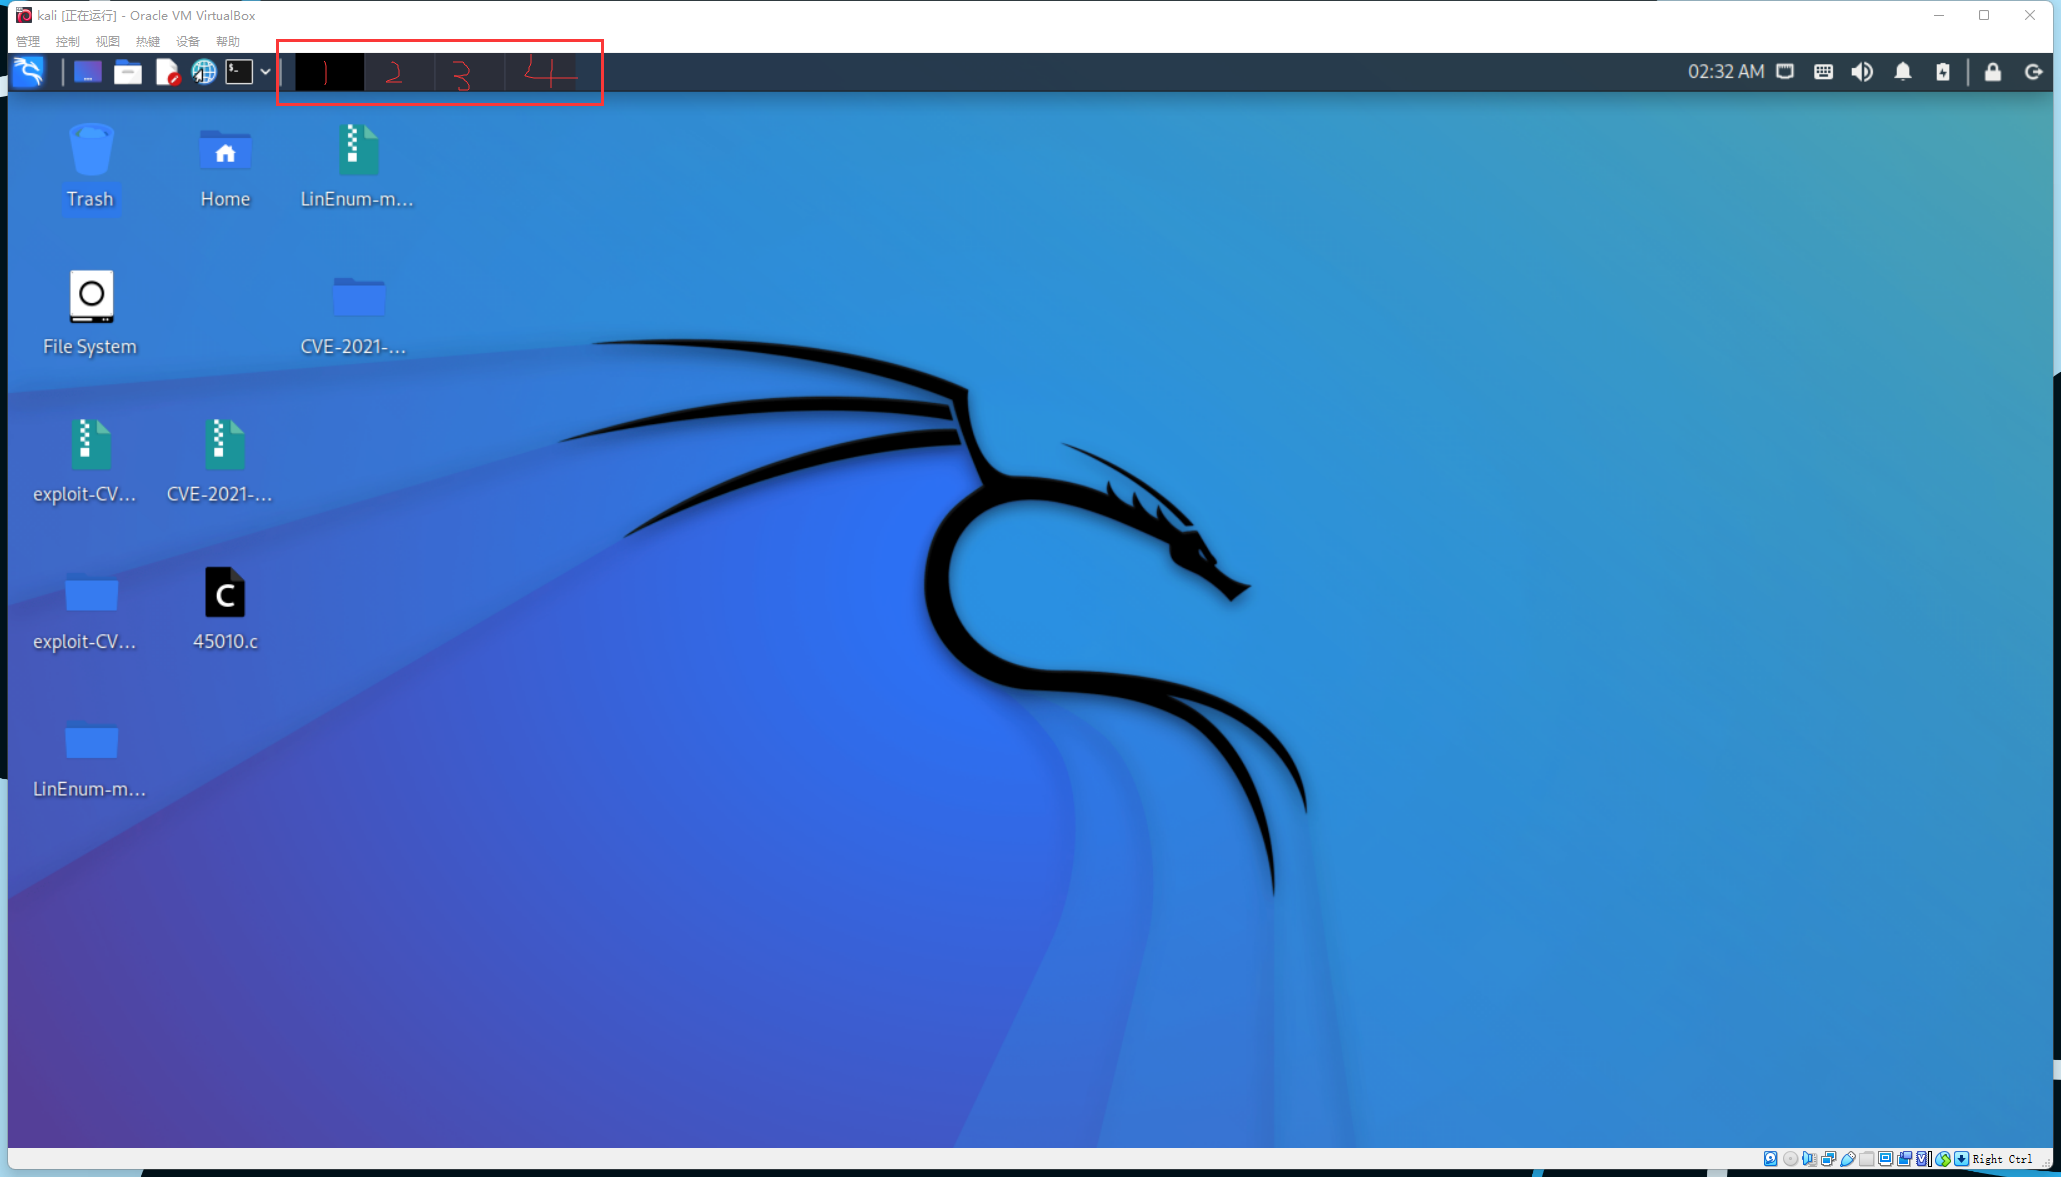 kali [正在运行] - Oracle VM VirtualBox
管理 控制 视图 热键 设备 帮助
$_ 1 2 3 4 02:32 AM
Trash Home LinEnum-m...
File System CVE-2021-...
exploit-CV... CVE-2021-...
C
exploit-CV... 45010.c
LinEnum-m...
Right Ctrl